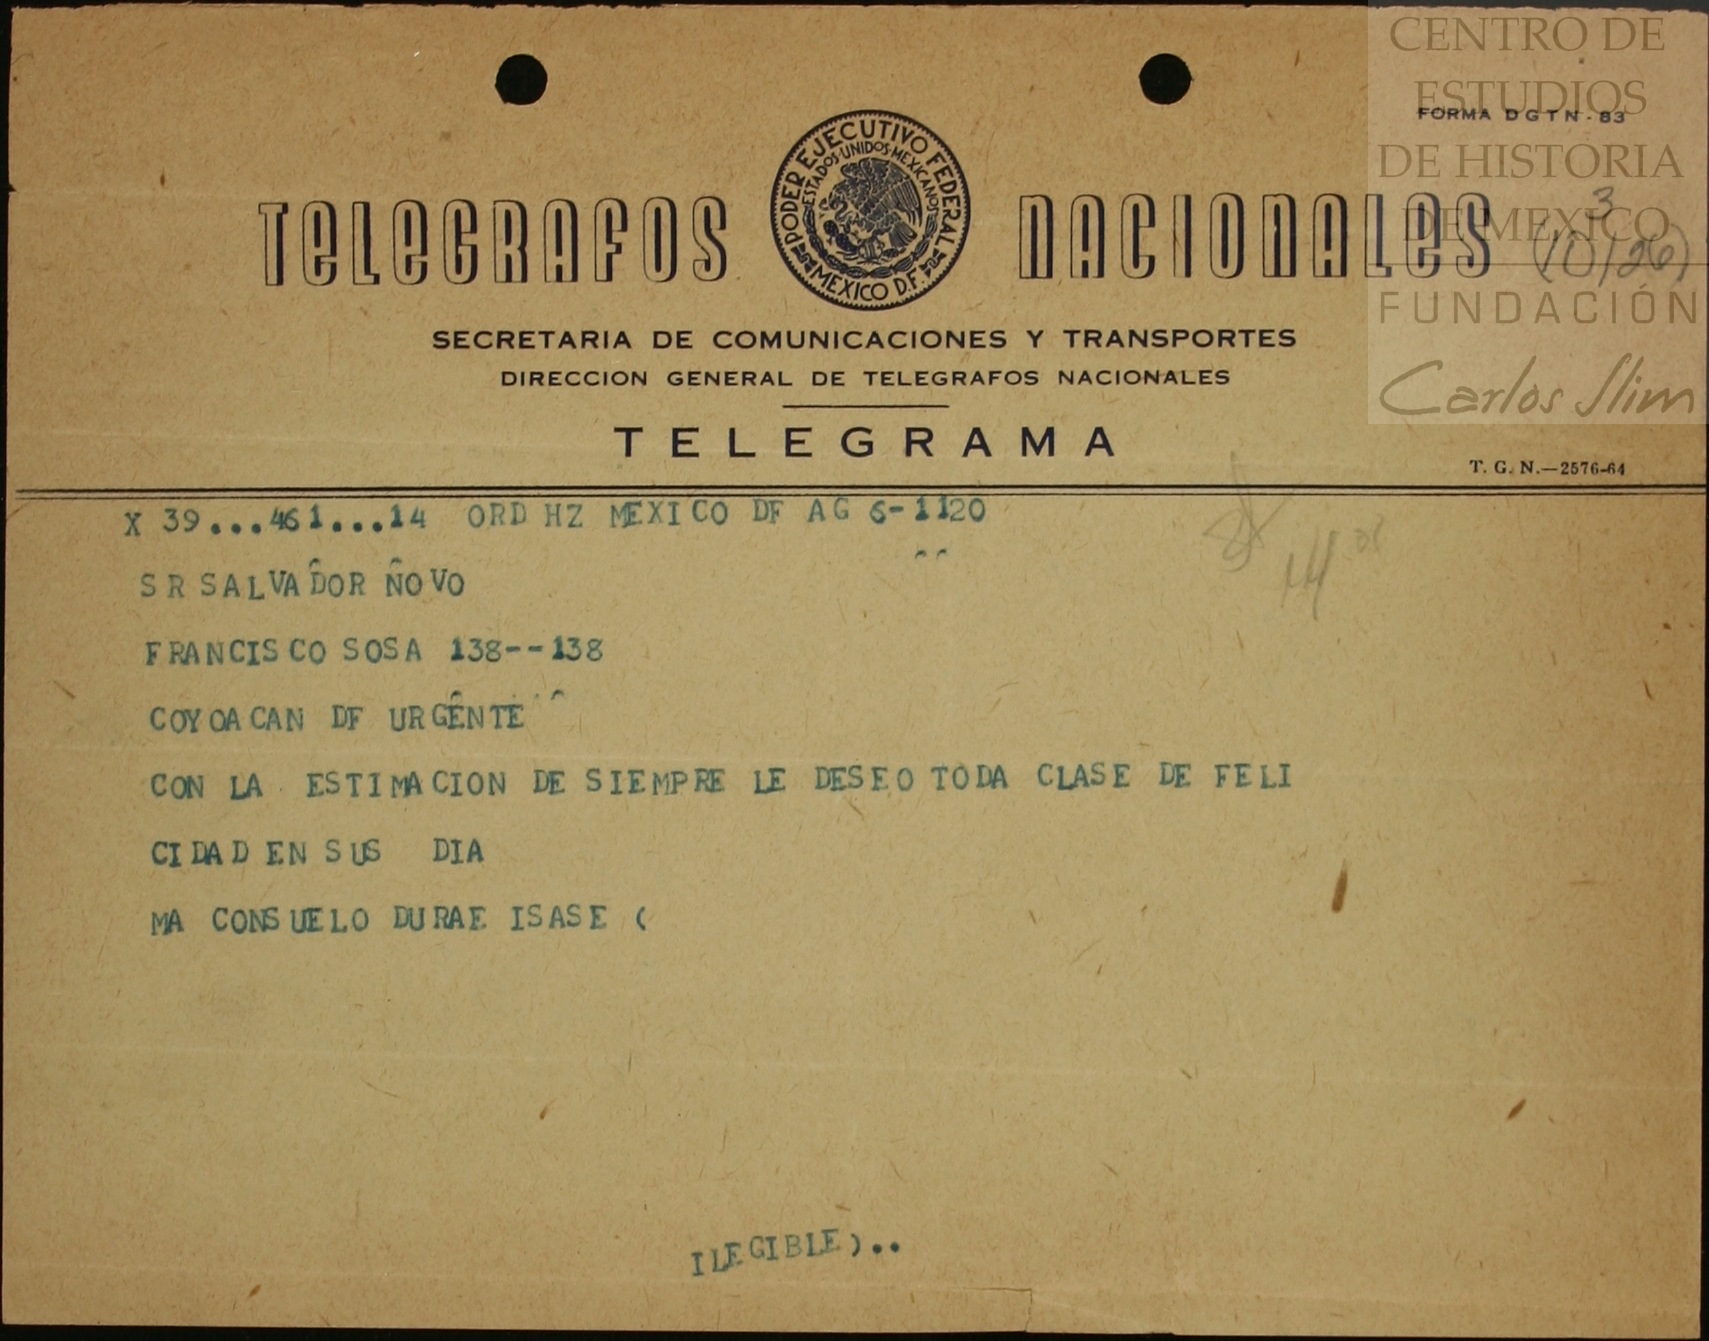 CENTRO DE
ESTUDIOS
DE HISTORIA
DE MEXICO
FUNDACIÓN
Carlos Slim
FORMA DGTN-83
3
(10/26)
TELEGRAFOS NACIONALES
PODER EJECUTIVO FEDERAL
ESTADOS·UNIDOS·MEXICANOS
MEXICO D.F.
SECRETARIA DE COMUNICACIONES Y TRANSPORTES
DIRECCION GENERAL DE TELEGRAFOS NACIONALES
TELEGRAMA
T. G. N.—2576-64
X 39...461...14 ORD HZ MEXICO DF AG 6-1120
SR SALVADOR NOVO
FRANCISCO SOSA 138--138
COYOACAN DF URGENTE
CON LA ESTIMACION DE SIEMPRE LE DESEO TODA CLASE DE FELI
CIDAD EN SUS DIA
MA CONSUELO DURAE ISASE (
ILEGIBLE)..